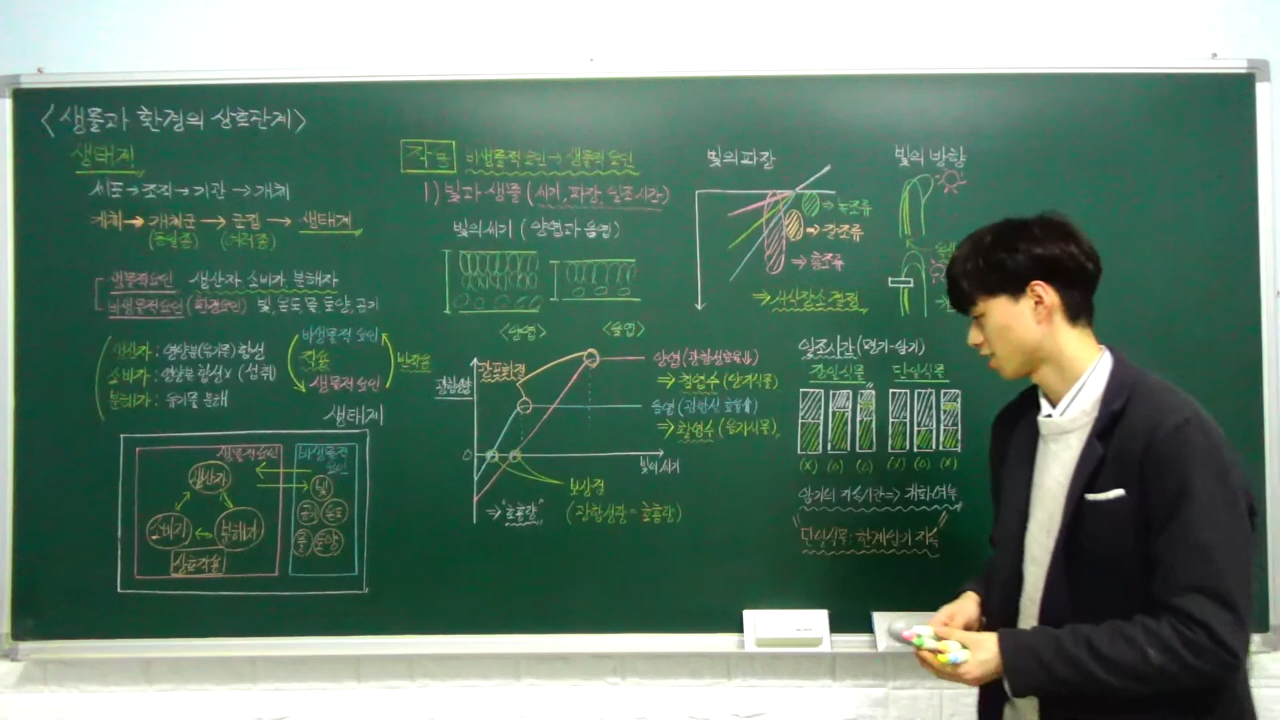 <생물과 환경의 상호관계>
생태계
세포→조직→기관→개체
개체→개체군→군집→생태계
(동일종) (여러종)
생물적요인 생산자, 소비자, 분해자
비생물적요인(환경요인) 빛, 온도, 물, 토양, 공기
생산자: 영양분(유기물) 합성
소비자: 영양분 합성X (섭취)
분해자: 유기물 분해
비생물적 요인
작용
반작용
생물적요인
생태계
생물적요인
생산자
소비자
분해자
상호작용
비생물적
요인
빛
공기 온도
물 토양
작용 비생물적요인→생물적요인
1) 빛과 생물 (세기, 파장, 일조시간)
빛의 세기 (양엽과 음엽)
<양엽> <음엽>
광합성량
광포화점
0
빛의 세기
양엽(광합성효율↓)
⇒ 침엽수 (양지식물)
음엽 (광합성 효율↑)
⇒ 활엽수 (음지식물)
보상점
(광합성량 = 호흡량)
⇒ "호흡량"
빛의 파장
→ 녹조류
→ 갈조류
→ 홍조류
⇒ 서식장소 결정
빛의 방향
일조시간 (명기-암기)
장일식물 단일식물
(X) (O) (O) (X) (O) (X)
암기의 지속시간 ⇒ 개화여부
"단일식물: 한계암기 지속"